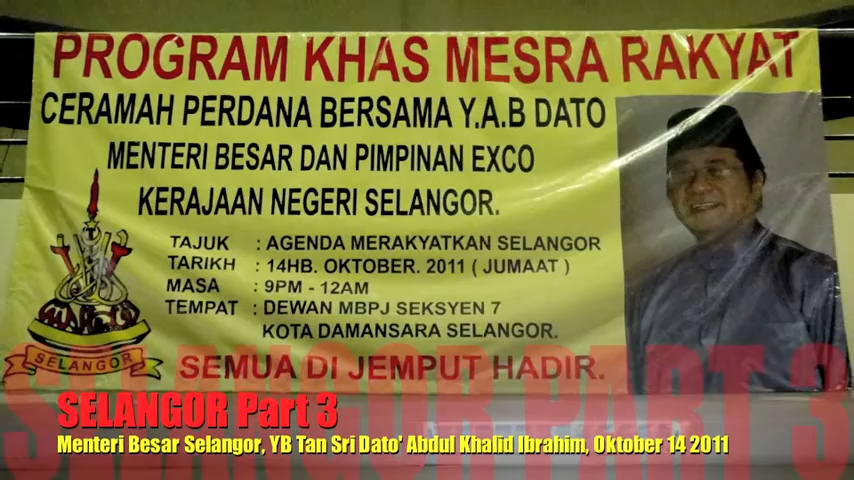 PROGRAM KHAS MESRA RAKYAT
CERAMAH PERDANA BERSAMA Y.A.B DATO
MENTERI BESAR DAN PIMPINAN EXCO
KERAJAAN NEGERI SELANGOR.
TAJUK : AGENDA MERAKYATKAN SELANGOR
TARIKH : 14HB. OKTOBER. 2011 ( JUMAAT )
MASA : 9PM - 12AM
TEMPAT : DEWAN MBPJ SEKSYEN 7
KOTA DAMANSARA SELANGOR.
SELANGOR
SEMUA DI JEMPUT HADIR.
SELANGOR PART 3
SELANGOR Part 3
Menteri Besar Selangor, YB Tan Sri Dato' Abdul Khalid Ibrahim, Oktober 14 2011